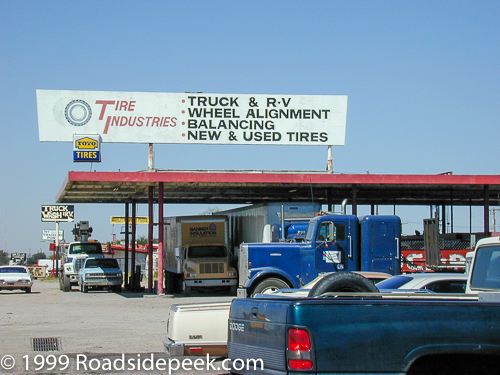 TIRE
INDUSTRIES
• TRUCK & R•V
• WHEEL ALIGNMENT
• BALANCING
• NEW & USED TIRES
TOYO
TIRES
TRUCK
WASH
DODGE
© 1999 Roadsidepeek.com